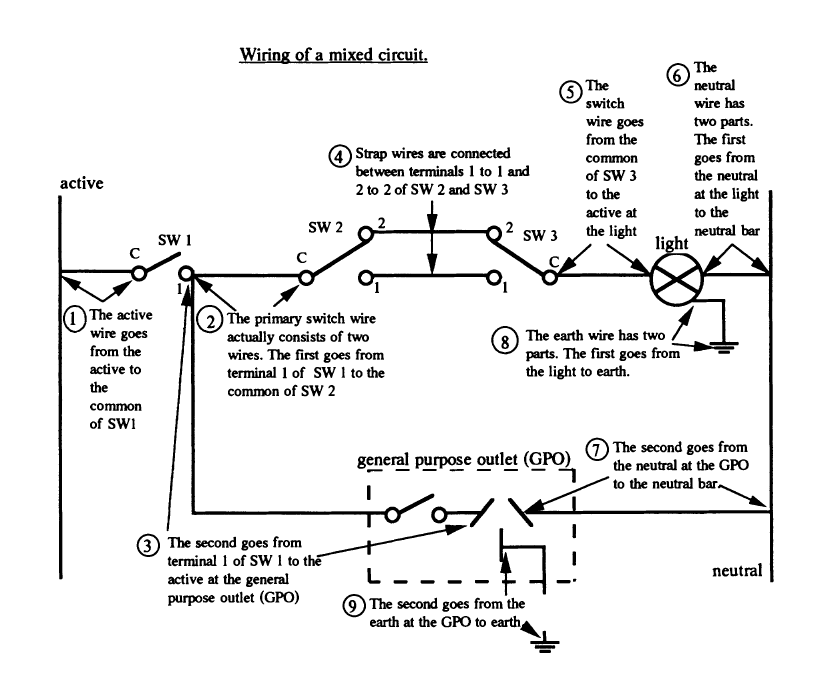 Wiring of a mixed circuit.
active
C
SW 1
1
1
The active
wire goes
from the
active to
the
common
of SW1
2
The primary switch wire
actually consists of two
wires. The first goes from
terminal 1 of SW 1 to the
common of SW 2
C
SW 2
2
1
4
Strap wires are connected
between terminals 1 to 1 and
2 to 2 of SW 2 and SW 3
2
SW 3
1
C
5
The
switch
wire goes
from the
common
of SW 3
to the
active at
the light
6
The
neutral
wire has
two parts.
The first
goes from
the neutral
at the light
to the
neutral bar
light
8
The earth wire has two
parts. The first goes from
the light to earth.
general purpose outlet (GPO)
7
The second goes from
the neutral at the GPO
to the neutral bar.
3
The second goes from
terminal 1 of SW 1 to the
active at the general
purpose outlet (GPO)
9
The second goes from the
earth at the GPO to earth
neutral